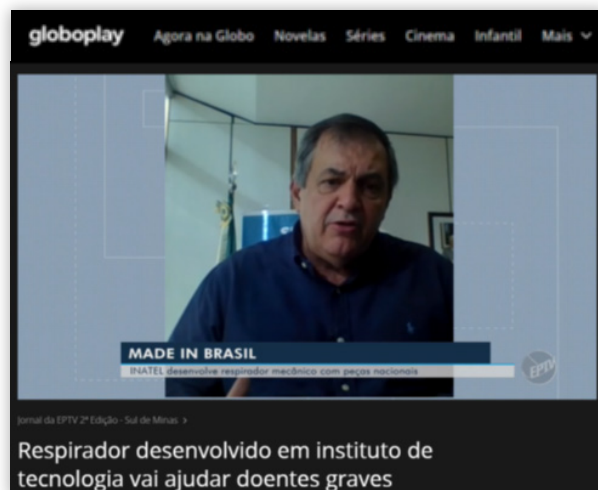 globoplay Agora na Globo Novelas Séries Cinema Infantil Mais
MADE IN BRASIL
INATEL desenvolve respirador mecânico com peças nacionais
EPTV
Jornal da EPTV 2ª Edição - Sul de Minas >
Respirador desenvolvido em instituto de
tecnologia vai ajudar doentes graves